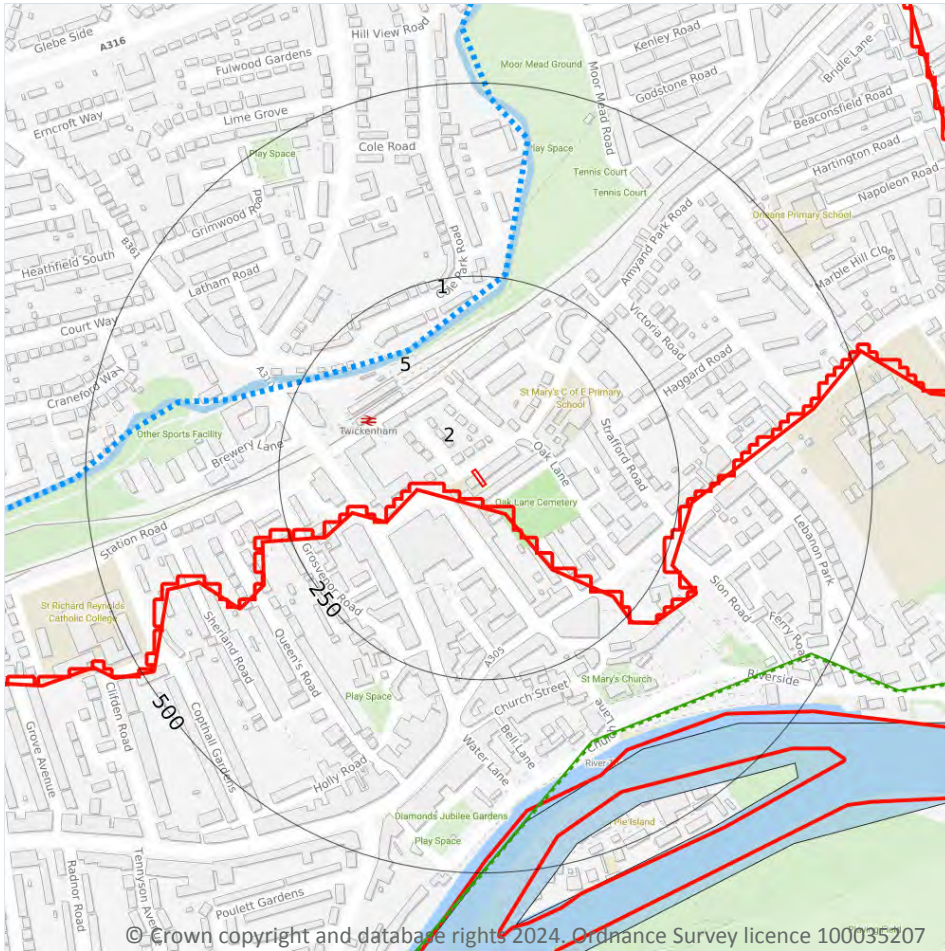 Glebe Side
A316
Hill View Road
Kenley Road
Bridle Lane
Fulwood Gardens
Moor Mead Ground
Godstone Road
Moor Mead Road
Beaconsfield Road
Emcroft Way
Lime Grove
Play Space
Cole Road
Play Space
Hartington Road
Tennis Court
Napoleon Road
Tennis Court
Grimwood Road
Orleans Primary School
B361
Cole Park Road
Amyand Park Road
Heathfield South
Latham Road
Marble Hill Close
1
Court Way
Victoria Road
A3
5
Haggard Road
Craneford Way
St Mary's C of E Primary
School
Twickenham
2
Other Sports Facility
Brewery Lane
Oak Lane
Strafford Road
Oak Lane Cemetery
Station Road
Lebanon Park
Grosvenor Road
250
Sion Road
St Richard Reynolds
Catholic College
Sherland Road
Queen's Road
Ferry Road
A305
St Mary's Church
Riverside
Clifden Road
Play Space
Church Street
500
Copthall Gardens
Bell Lane
Water Lane
Grove Avenue
Holly Road
Diamonds Jubilee Gardens
Play Space
Pie Island
Radnor Road
Tennyson Avenue
Poulett Gardens
© Crown copyright and database rights 2024. Ordnance Survey licence 100035207